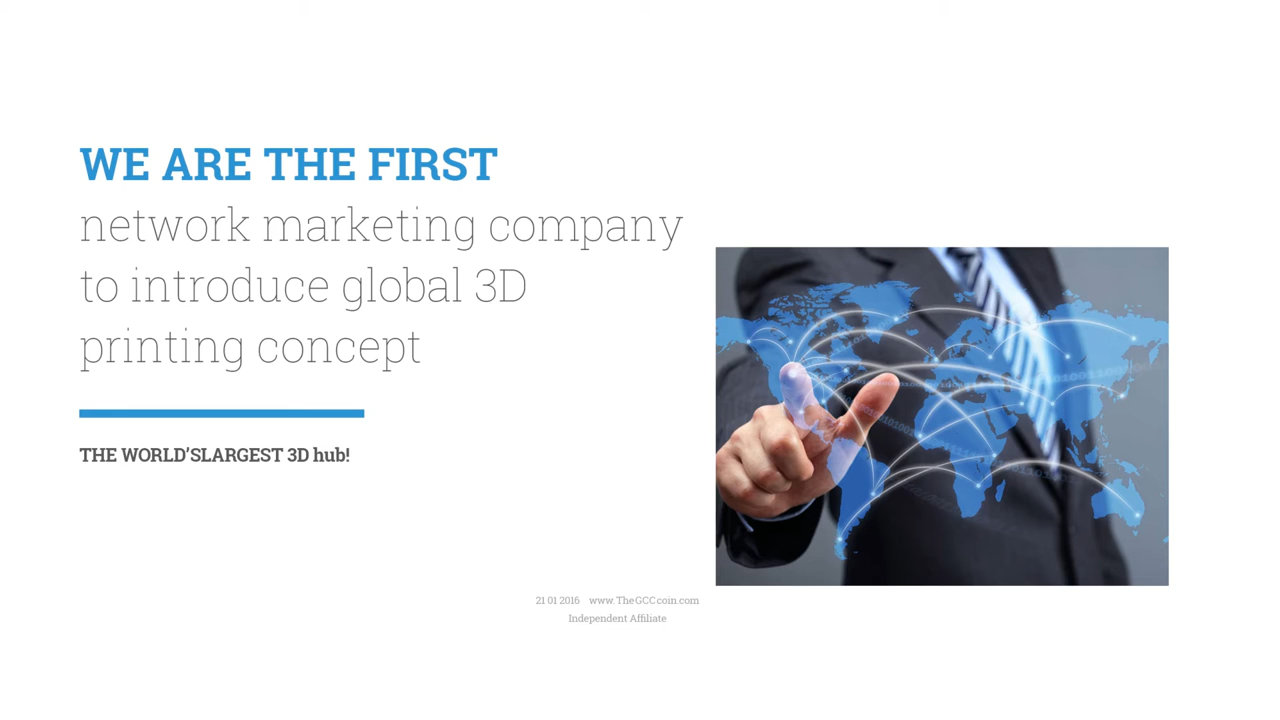 WE ARE THE FIRST
network marketing company
to introduce global 3D
printing concept
THE WORLD'SLARGEST 3D hub!
21 01 2016 www.TheGCCcoin.com
Independent Affiliate